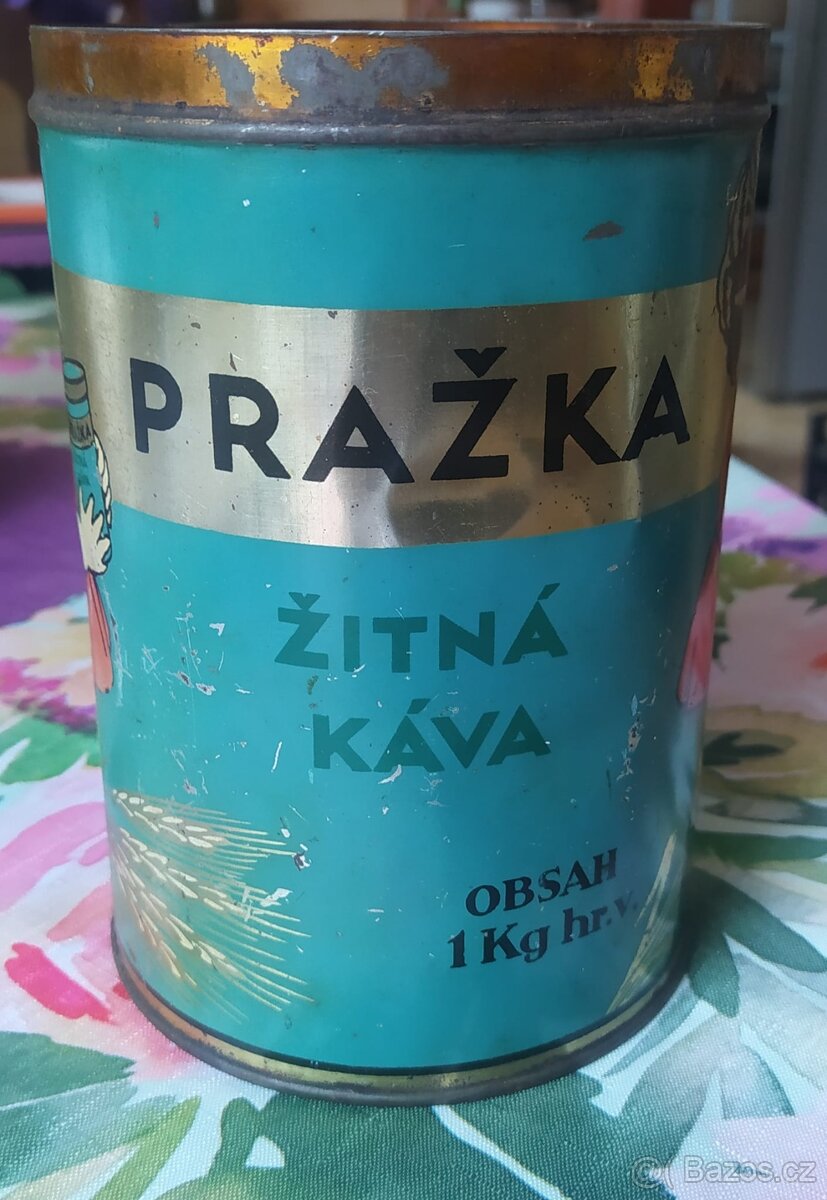 PRAŽKA
ŽITNÁ
KÁVA
OBSAH
1 Kg hr.v.
© Bazos.cz